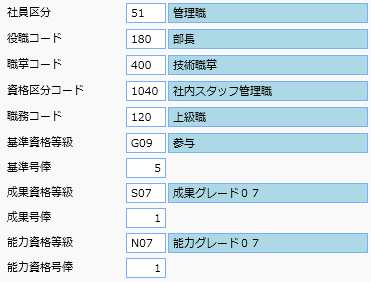 社員区分 51 管理職
役職コード 180 部長
職掌コード 400 技術職掌
資格区分コード 1040 社内スタッフ管理職
職務コード 120 上級職
基準資格等級 G09 参与
基準号俸 5
成果資格等級 S07 成果グレード０７
成果号俸 1
能力資格等級 N07 能力グレード０７
能力資格号俸 1